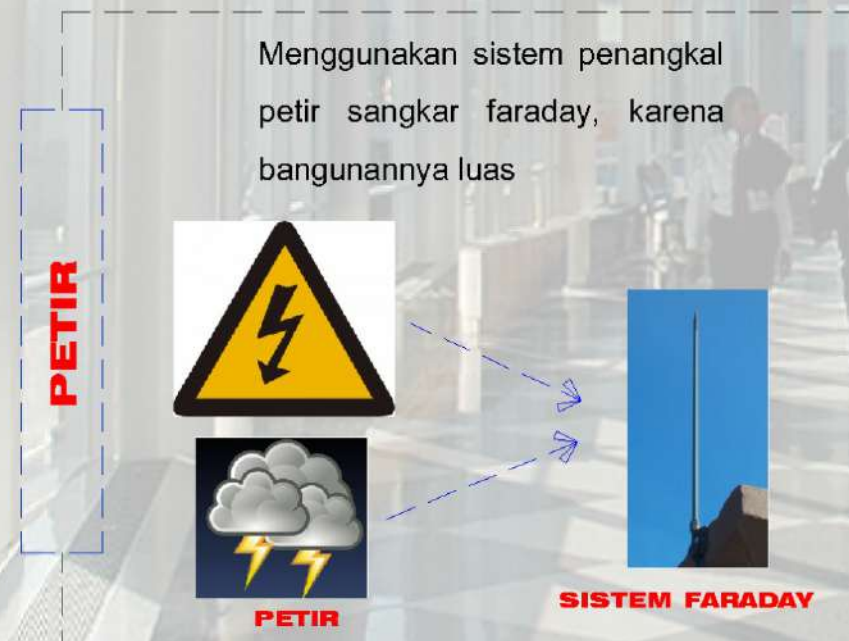 Menggunakan sistem penangkal
petir sangkar faraday, karena
bangunannya luas
PETIR
PETIR
SISTEM FARADAY